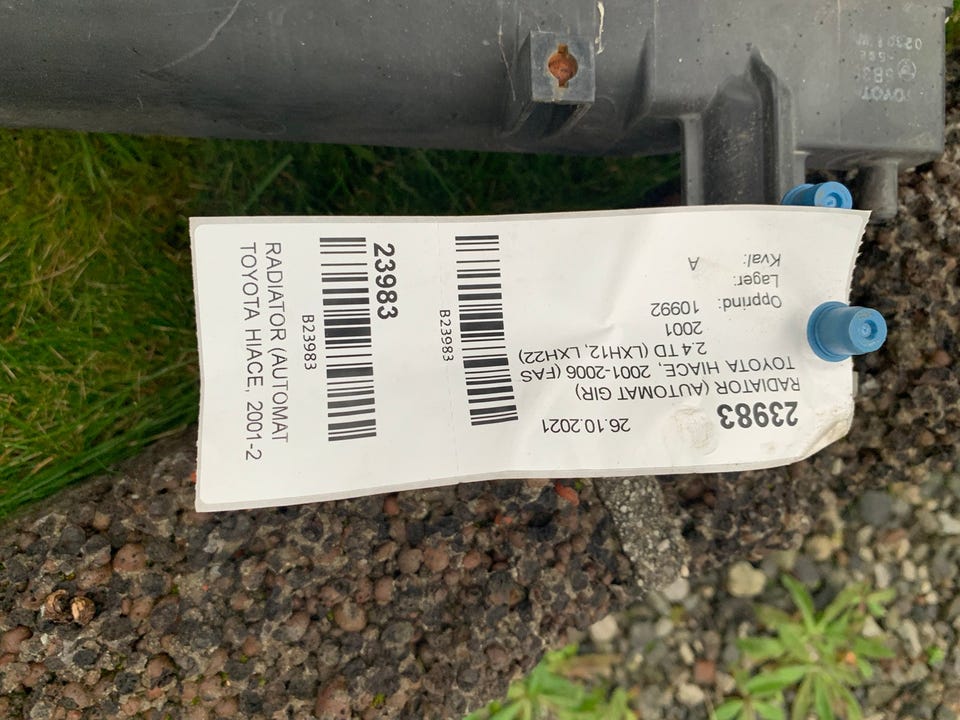 23983
RADIATOR (AUTOMAT GIR)
TOYOTA HIACE, 2001-2006 (FAS
2.4 TD (LXH12, LXH22)
2001
10992
Opprind:
Lager:
Kval:
A
26.10.2021
B23983
23983
B23983
RADIATOR (AUTOMAT
TOYOTA HIACE, 2001-2